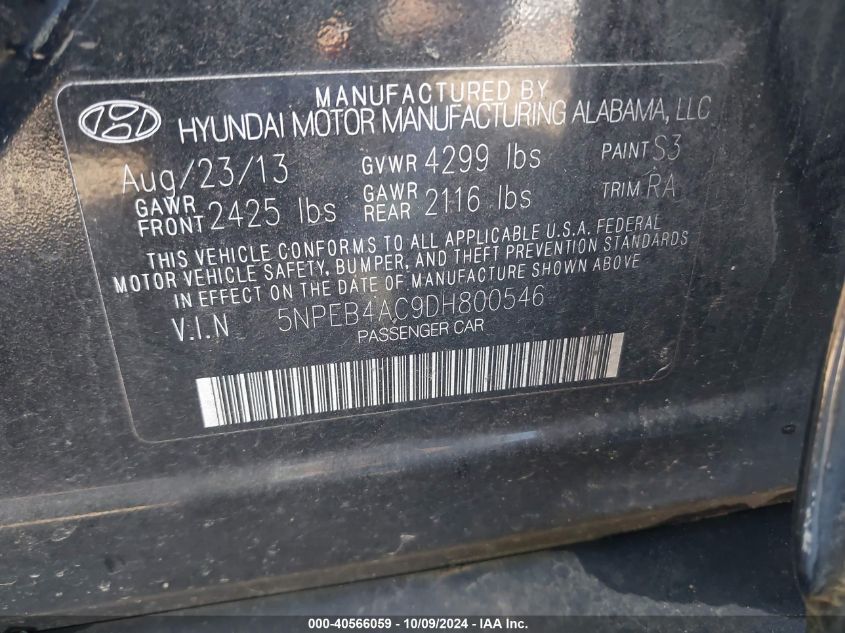 MANUFACTURED BY
HYUNDAI MOTOR MANUFACTURING ALABAMA, LLC
Aug/23/13 GVWR 4299 lbs PAINT S3
GAWR FRONT 2425 lbs GAWR REAR 2116 lbs TRIM RA
THIS VEHICLE CONFORMS TO ALL APPLICABLE U.S.A. FEDERAL
MOTOR VEHICLE SAFETY, BUMPER, AND THEFT PREVENTION STANDARDS
IN EFFECT ON THE DATE OF MANUFACTURE SHOWN ABOVE
V.I.N 5NPEB4AC9DH800546
PASSENGER CAR
000-40566059 - 10/09/2024 - IAA Inc.